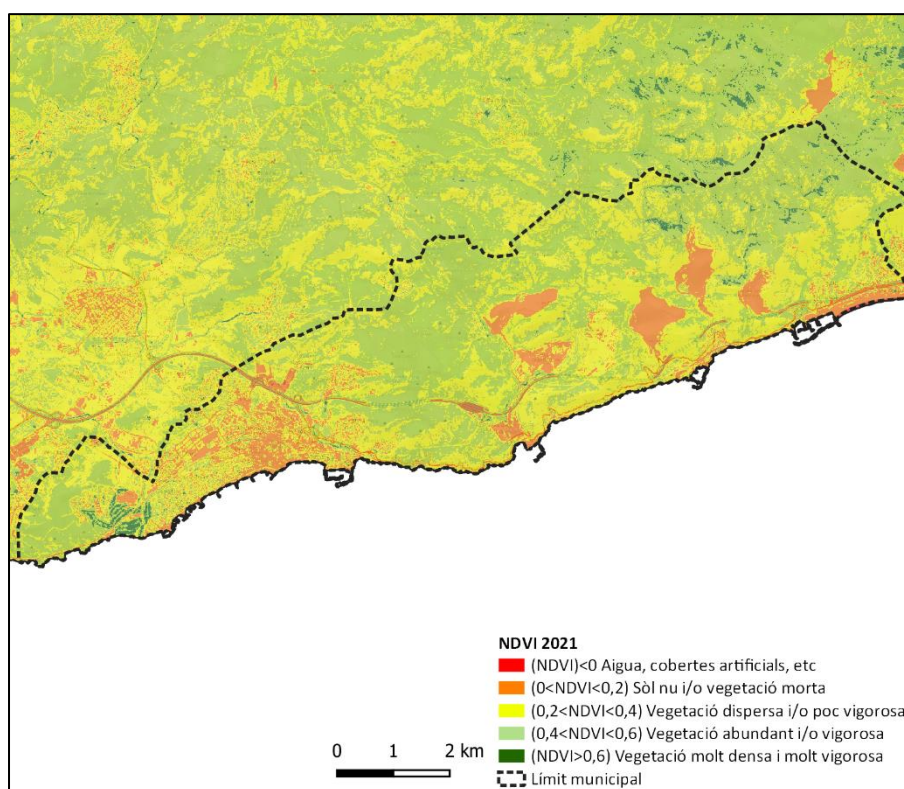 NDVI 2021
(NDVI)<0 Aigua, cobertes artificials, etc
(0<NDVI<0,2) Sòl nu i/o vegetació morta
(0,2<NDVI<0,4) Vegetació dispersa i/o poc vigorosa
(0,4<NDVI<0,6) Vegetació abundant i/o vigorosa
(NDVI>0,6) Vegetació molt densa i molt vigorosa
Límit municipal
0 1 2 km